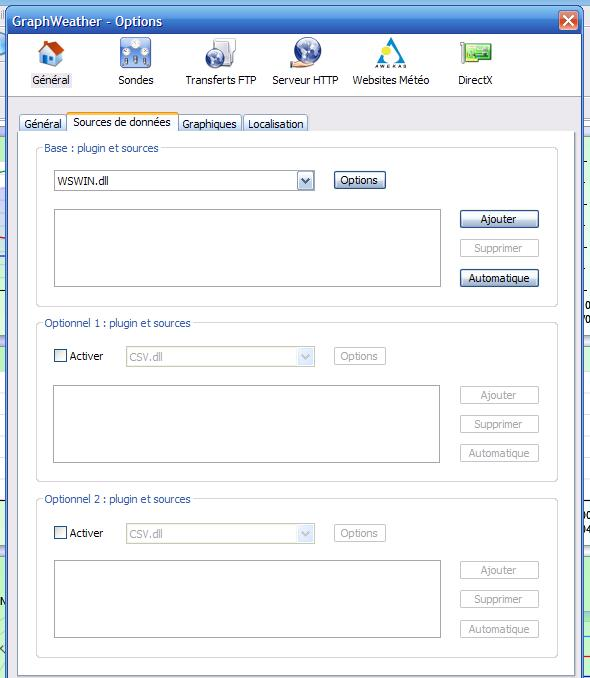 GraphWeather - Options
Général
Sondes
Transferts FTP
Serveur HTTP
AWEKAS
Websites Météo
DirectX
Général
Sources de données
Graphiques
Localisation
Base : plugin et sources
WSWIN.dll
Options
Ajouter
Supprimer
Automatique
Optionnel 1 : plugin et sources
Activer
CSV.dll
Options
Ajouter
Supprimer
Automatique
Optionnel 2 : plugin et sources
Activer
CSV.dll
Options
Ajouter
Supprimer
Automatique